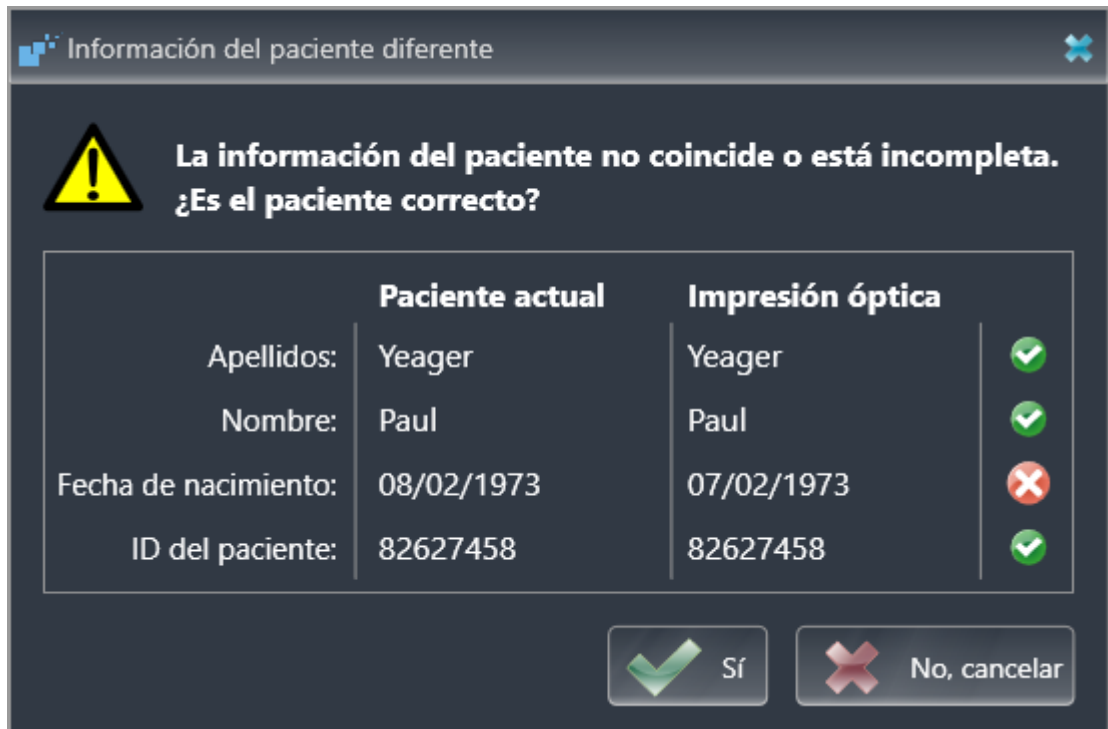 Información del paciente diferente
La información del paciente no coincide o está incompleta.
¿Es el paciente correcto?
Paciente actual Impresión óptica
Apellidos: Yeager Yeager
Nombre: Paul Paul
Fecha de nacimiento: 08/02/1973 07/02/1973
ID del paciente: 82627458 82627458
Sí No, cancelar